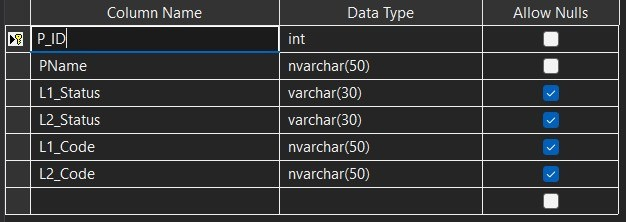 Column Name Data Type Allow Nulls
P_ID int
PName nvarchar(50)
L1_Status varchar(30)
L2_Status varchar(30)
L1_Code nvarchar(50)
L2_Code nvarchar(50)